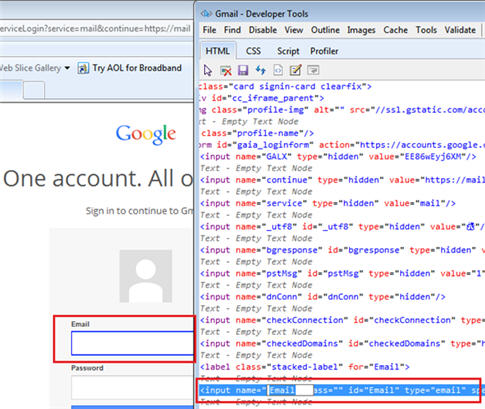 erviceLogin?service=mail&continue=https://mail
Web Slice Gallery
Try AOL for Broadband
Google
One account. All o
Sign in to continue to Gm
Email
Password
Gmail - Developer Tools
File Find Disable View Outline Images Cache Tools Validate
HTML CSS Script Profiler
class="card signin-card clearfix">
iv id="cc_iframe_parent">
mg class="profile-img" alt="" src="//ssl.gstatic.com/acco
xt - Empty Text Node
class="profile-name"/>
orm id="gaia_loginform" action="https://accounts.google.c
<input name="GALX" type="hidden" value="EE86wEyj6XM"/>
Text - Empty Text Node
<input name="continue" type="hidden" value="https://mail
Text - Empty Text Node
<input name="service" type="hidden" value="mail"/>
Text - Empty Text Node
<input name="_utf8" id="_utf8" type="hidden" value="
Text - Empty Text Node
<input name="bgresponse" id="bgresponse" type="hidden" va
Text - Empty Text Node
<input name="pstMsg" id="pstMsg" type="hidden" value="1"
Text - Empty Text Node
<input name="dnConn" id="dnConn" type="hidden"/>
Text - Empty Text Node
<input name="checkConnection" id="checkConnection" type=
Text - Empty Text Node
<input name="checkedDomains" id="checkedDomains" type="h
Text - Empty Text Node
<label class="stacked-label" for="Email">
Text - Empty Text Node
<input name= Email ass="" id="Email" type="email" spe
Text - Empty Text Node